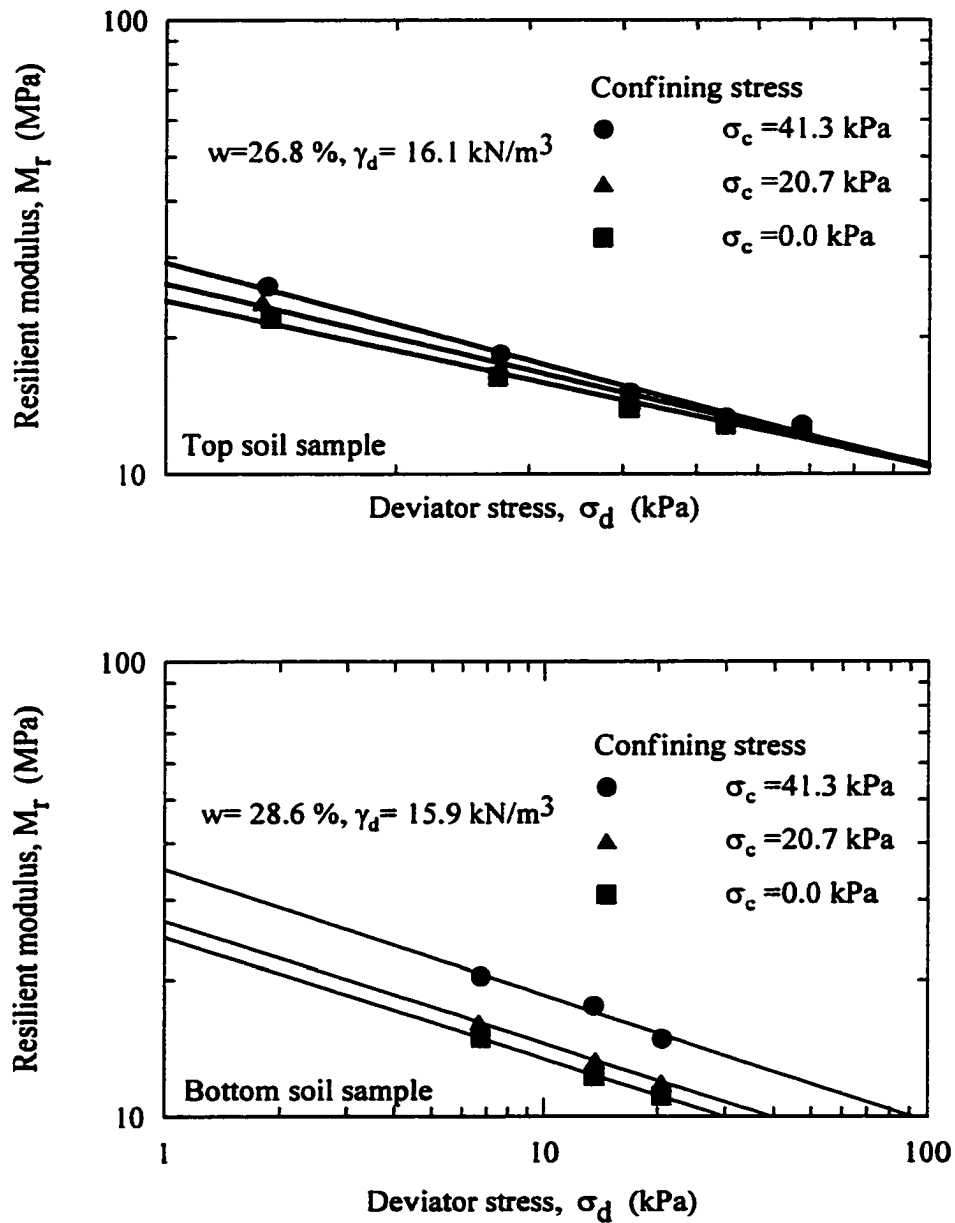 100
Resilient modulus, Mr (MPa)
Confining stress
σc =41.3 kPa
w=26.8 %, γd= 16.1 kN/m3
σc =20.7 kPa
σc =0.0 kPa
Top soil sample
10
Deviator stress, σd (kPa)
100
Resilient modulus, Mr (MPa)
Confining stress
σc =41.3 kPa
w= 28.6 %, γd= 15.9 kN/m3
σc =20.7 kPa
σc =0.0 kPa
Bottom soil sample
10
1 10 100
Deviator stress, σd (kPa)